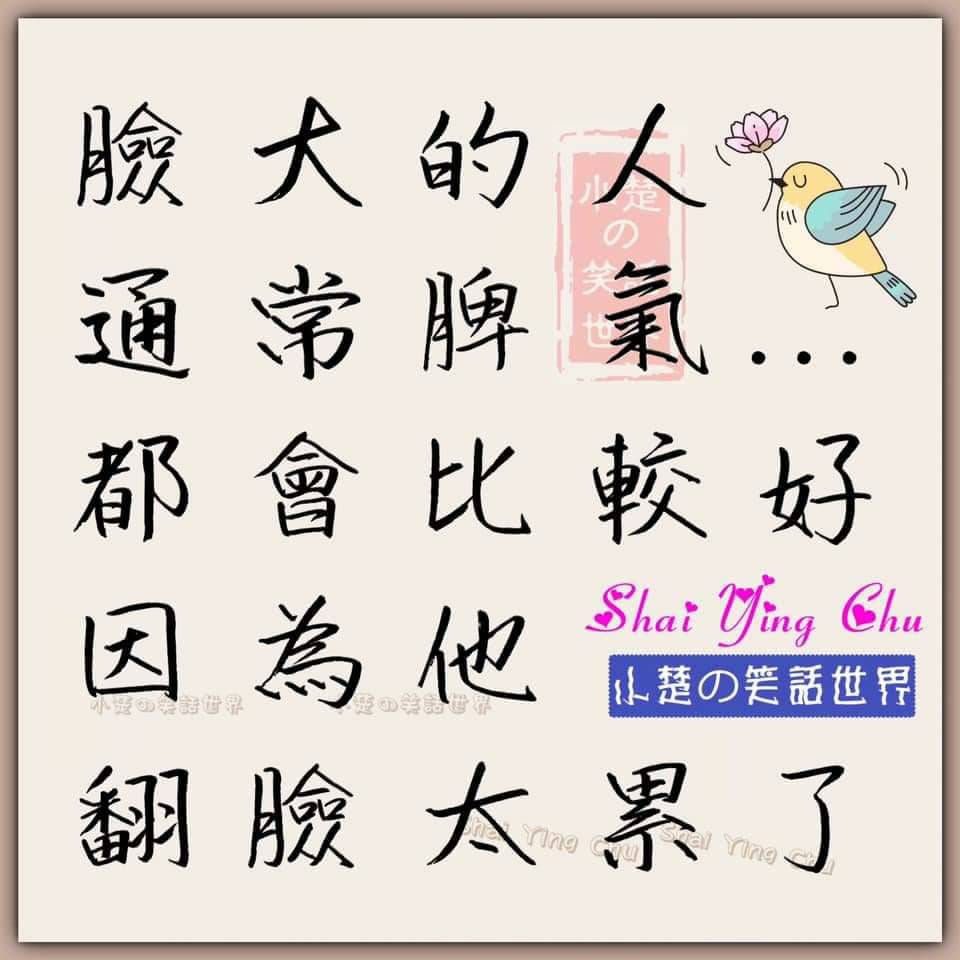 臉大的人
通常脾氣...
都會比較好
因為他
翻臉太累了
Shai Ying Chu
小楚の笑話世界
小楚の笑話世界
小楚の笑話世界
小楚の笑話世界
Shai Ying Chu
Shai Ying Chu